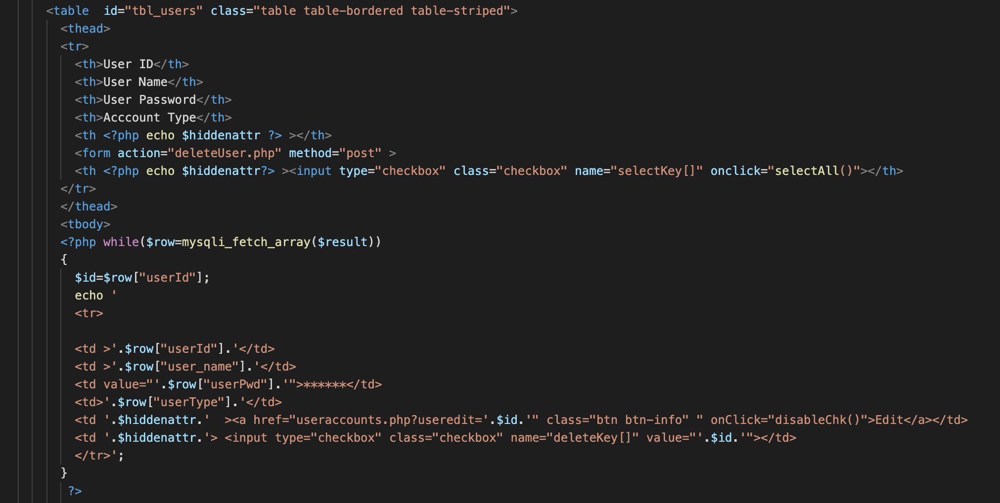 <table  id="tbl_users" class="table table-bordered table-striped">
<thead>
<tr>
<th>User ID</th>
<th>User Name</th>
<th>User Password</th>
<th>Acccount Type</th>
<th <?php echo $hiddenattr ?> ></th>
<form action="deleteUser.php" method="post" >
<th <?php echo $hiddenattr?> ><input type="checkbox" class="checkbox" name="selectKey[]" onclick="selectAll()"></th>
</tr>
</thead>
<tbody>
<?php while($row=mysqli_fetch_array($result))
{
$id=$row["userId"];
echo '
<tr>
<td >'.$row["userId"].'</td>
<td >'.$row["user_name"].'</td>
<td value="'.$row["userPwd"].'">******</td>
<td>'.$row["userType"].'</td>
<td '.$hiddenattr.'  ><a href="useraccounts.php?useredit='.$id.'" class="btn btn-info" " onClick="disableChk()">Edit</a></td>
<td '.$hiddenattr.'> <input type="checkbox" class="checkbox" name="deleteKey[]" value="'.$id.'"></td>
</tr>';
}
?>